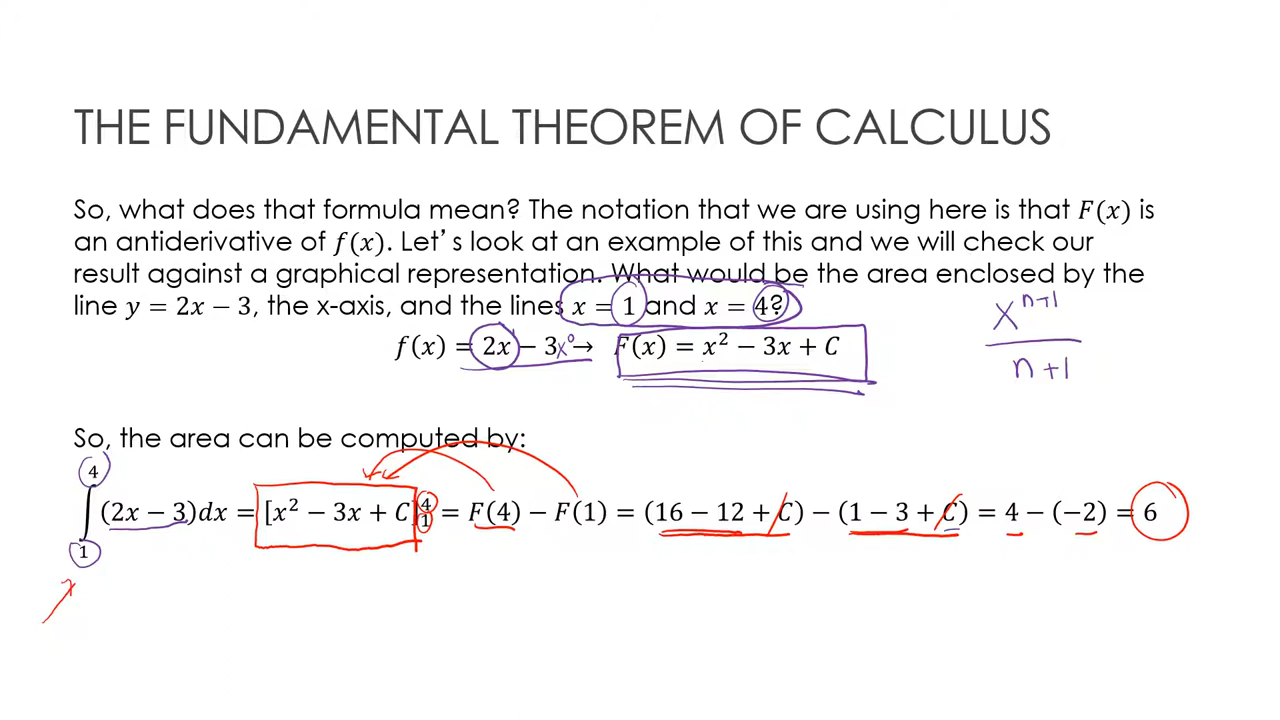 THE FUNDAMENTAL THEOREM OF CALCULUS
So, what does that formula mean? The notation that we are using here is that F(x) is
an antiderivative of f(x). Let's look at an example of this and we will check our
result against a graphical representation. What would be the area enclosed by the
line y = 2x − 3, the x-axis, and the lines x = 1 and x = 4?
f(x) = 2x − 3x⁰ → F(x) = x² − 3x + C
x^(n+1)
n+1
So, the area can be computed by:
∫₁⁴ (2x − 3)dx = [x² − 3x + C]₁⁴ = F(4) − F(1) = (16 − 12 + C) − (1 − 3 + C) = 4 − (−2) = 6